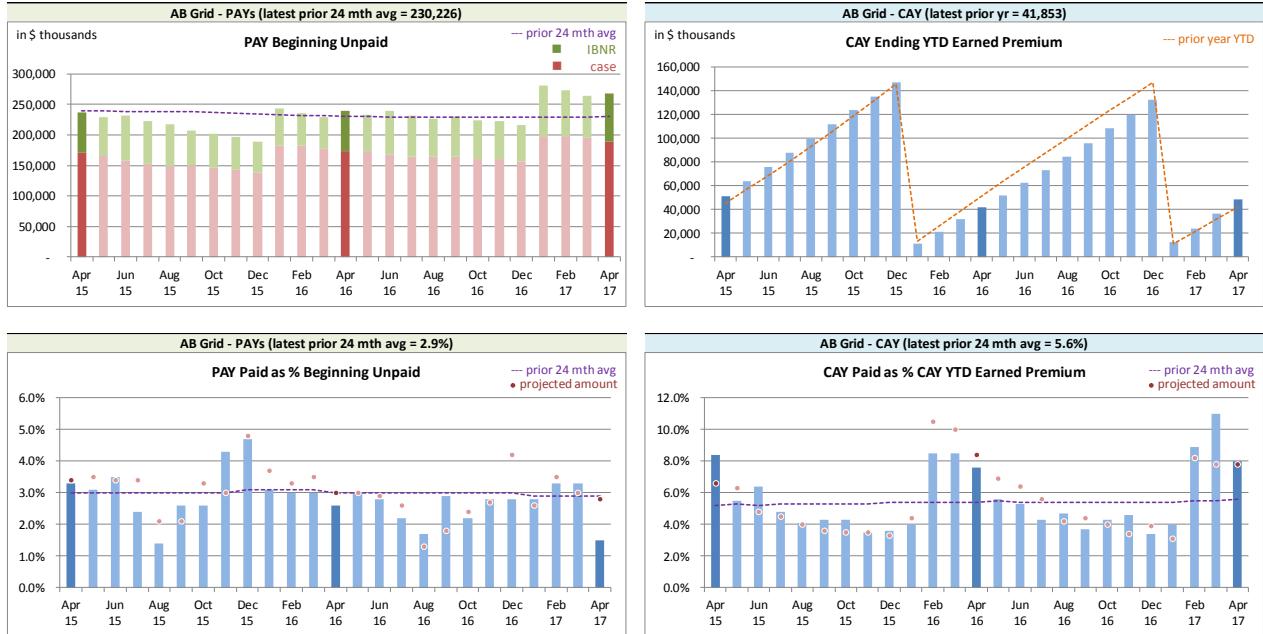 AB Grid - PAYs (latest prior 24 mth avg = 230,226)
in $ thousands
PAY Beginning Unpaid
--- prior 24 mth avg
IBNR
case
300,000
250,000
200,000
150,000
100,000
50,000
-
Apr Jun Aug Oct Dec Feb Apr Jun Aug Oct Dec Feb Apr
15 15 15 15 15 16 16 16 16 16 16 17 17
AB Grid - CAY (latest prior yr = 41,853)
in $ thousands
CAY Ending YTD Earned Premium
--- prior year YTD
160,000
140,000
120,000
100,000
80,000
60,000
40,000
20,000
-
Apr Jun Aug Oct Dec Feb Apr Jun Aug Oct Dec Feb Apr
15 15 15 15 15 16 16 16 16 16 16 17 17
AB Grid - PAYs (latest prior 24 mth avg = 2.9%)
PAY Paid as % Beginning Unpaid
--- prior 24 mth avg
• projected amount
6.0%
5.0%
4.0%
3.0%
2.0%
1.0%
0.0%
Apr Jun Aug Oct Dec Feb Apr Jun Aug Oct Dec Feb Apr
15 15 15 15 15 16 16 16 16 16 16 17 17
AB Grid - CAY (latest prior 24 mth avg = 5.6%)
CAY Paid as % CAY YTD Earned Premium
--- prior 24 mth avg
• projected amount
12.0%
10.0%
8.0%
6.0%
4.0%
2.0%
0.0%
Apr Jun Aug Oct Dec Feb Apr Jun Aug Oct Dec Feb Apr
15 15 15 15 15 16 16 16 16 16 16 17 17